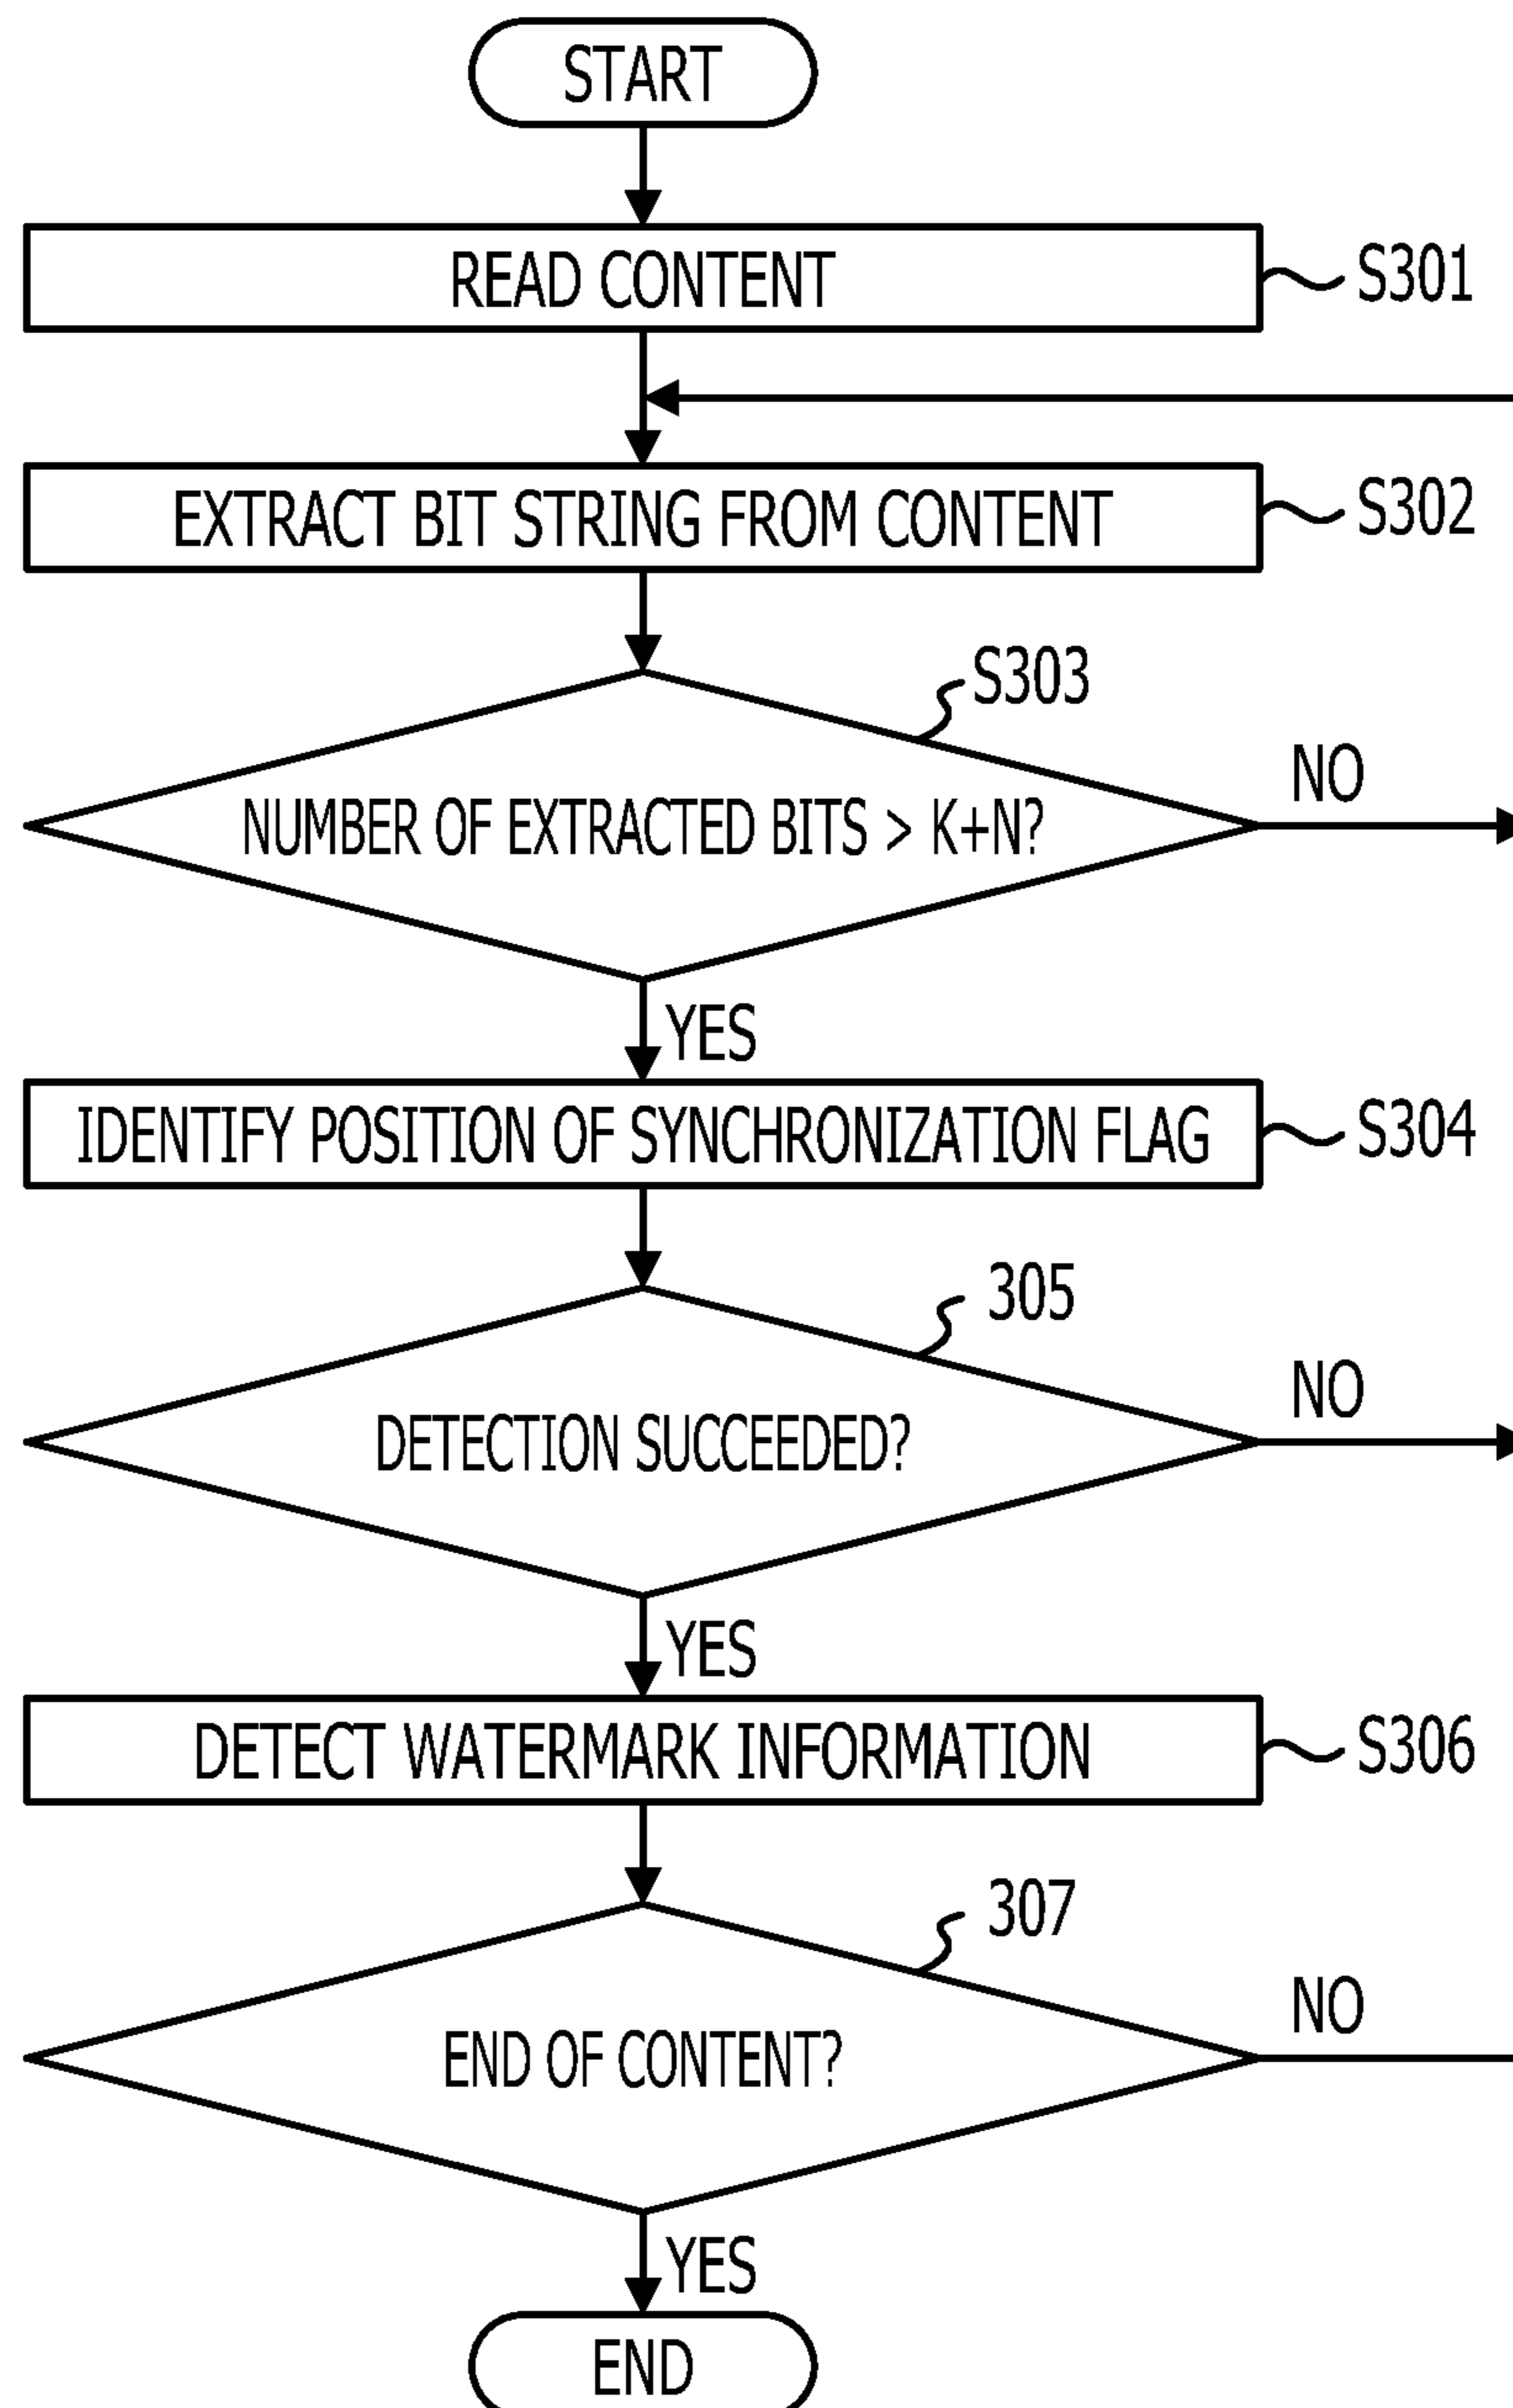 START
READ CONTENT
S301
EXTRACT BIT STRING FROM CONTENT
S302
S303
NUMBER OF EXTRACTED BITS > K+N?
NO
YES
IDENTIFY POSITION OF SYNCHRONIZATION FLAG
S304
305
DETECTION SUCCEEDED?
NO
YES
DETECT WATERMARK INFORMATION
S306
307
END OF CONTENT?
NO
YES
END